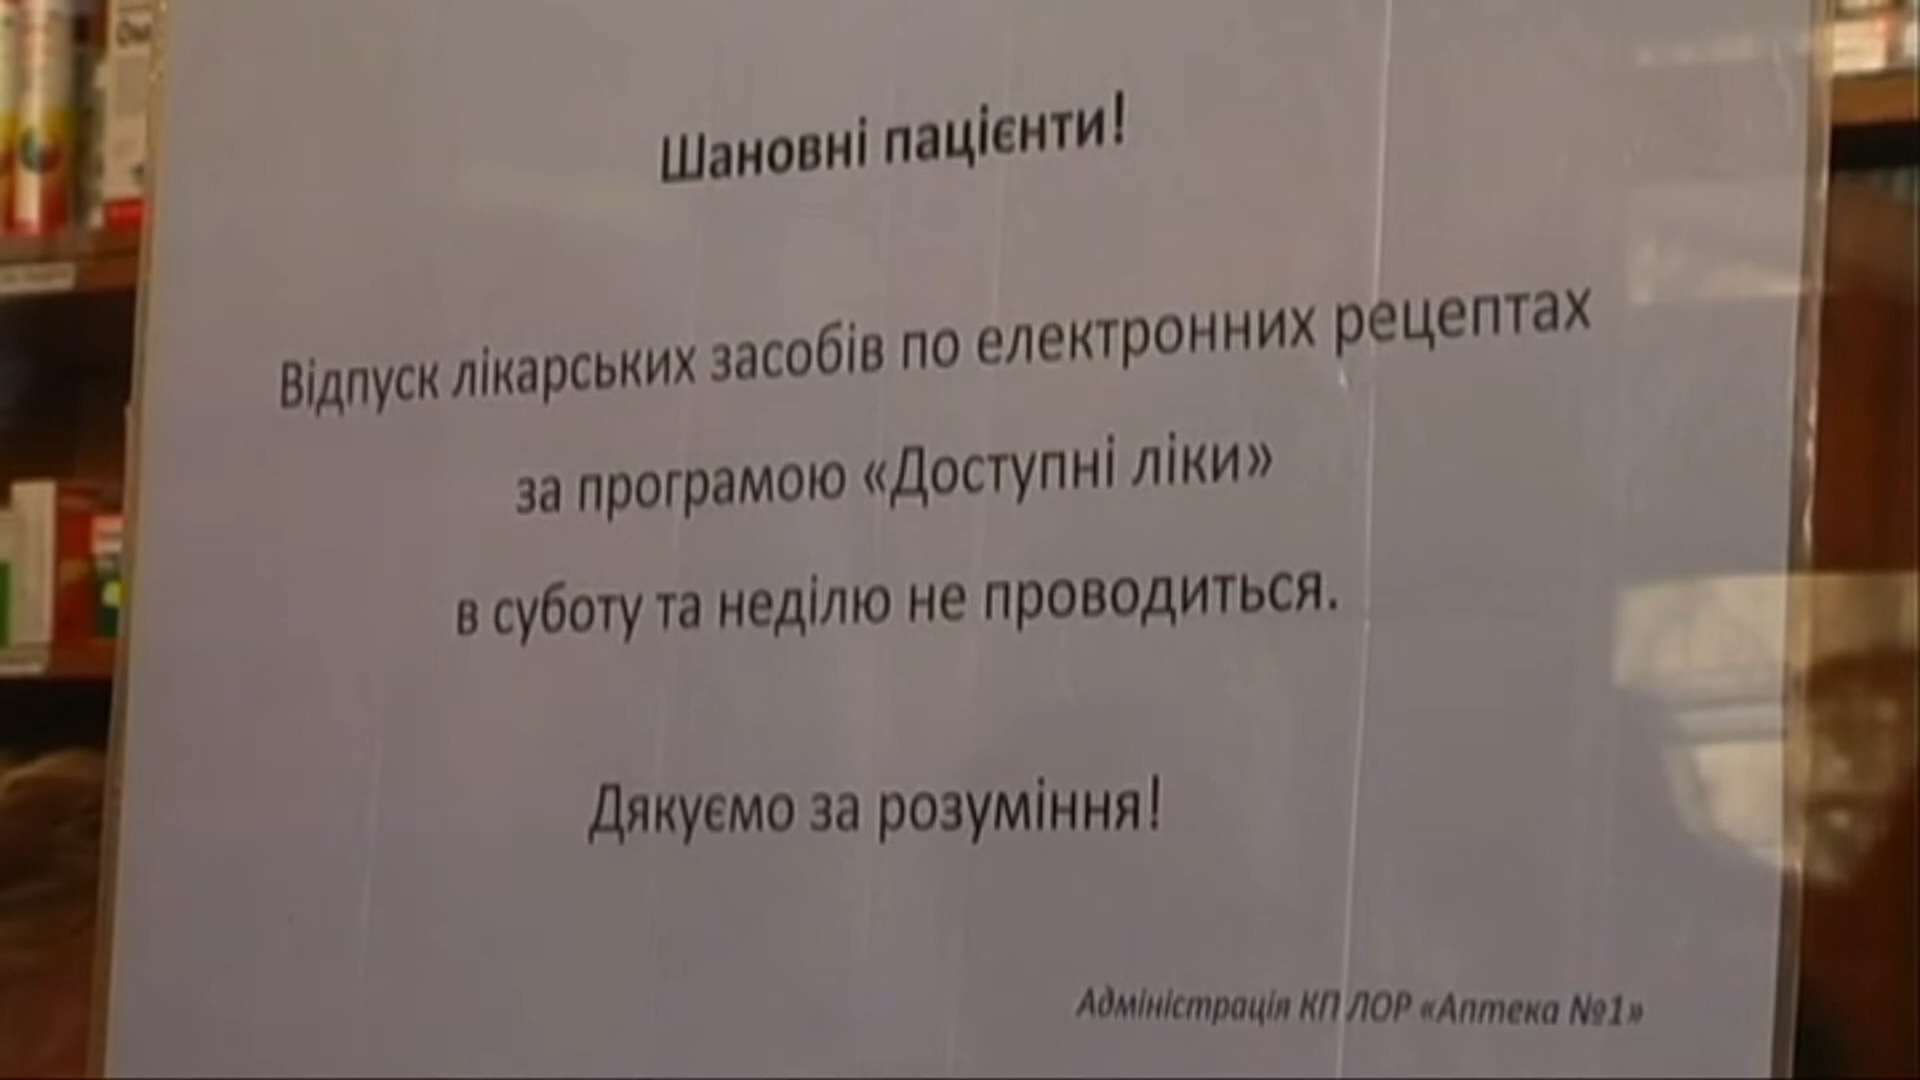 Шановні пацієнти!
Відпуск лікарських засобів по електронних рецептах
за програмою «Доступні ліки»
в суботу та неділю не проводиться.
Дякуємо за розуміння!
Адміністрація КП ЛОР «Аптека №1»